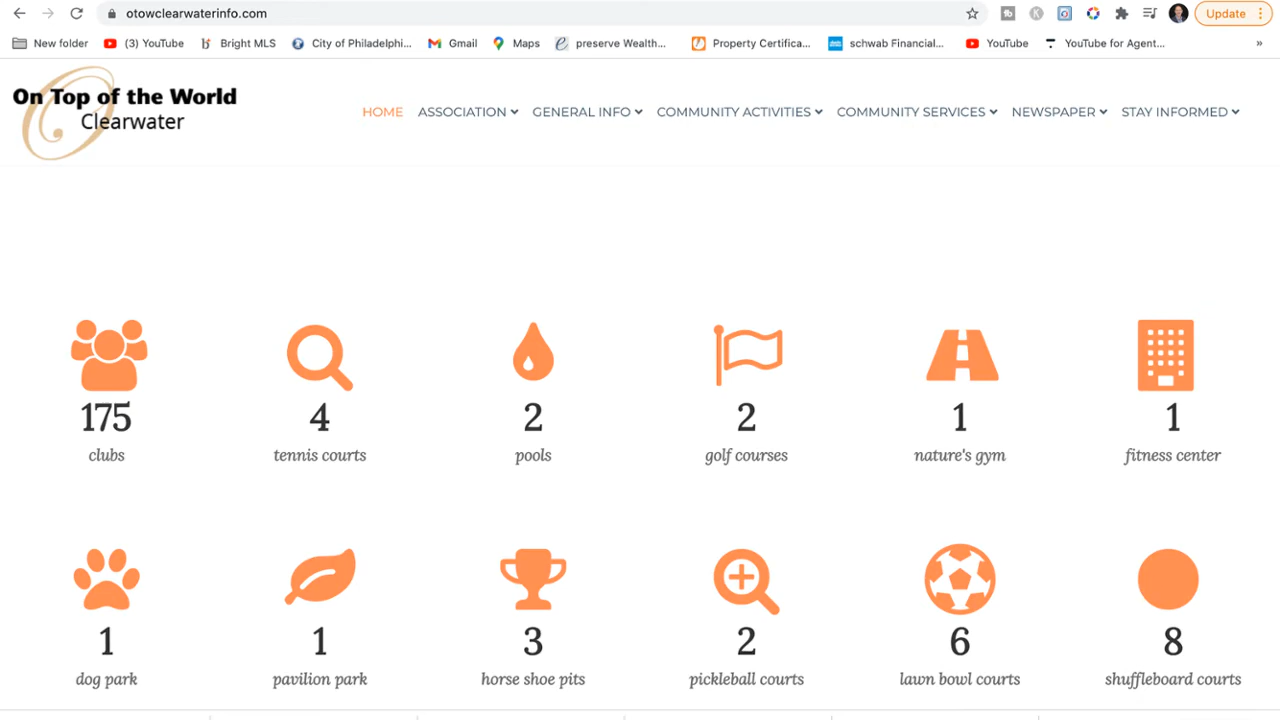 otowclearwaterinfo.com
Update
New folder
(3) YouTube
Bright MLS
City of Philadelphi...
Gmail
Maps
preserve Wealth...
Property Certifica...
schwab Financial...
YouTube
YouTube for Agent...
»
On Top of the World
Clearwater
HOME
ASSOCIATION
GENERAL INFO
COMMUNITY ACTIVITIES
COMMUNITY SERVICES
NEWSPAPER
STAY INFORMED
175
clubs
4
tennis courts
2
pools
2
golf courses
1
nature's gym
1
fitness center
1
dog park
1
pavilion park
3
horse shoe pits
2
pickleball courts
6
lawn bowl courts
8
shuffleboard courts